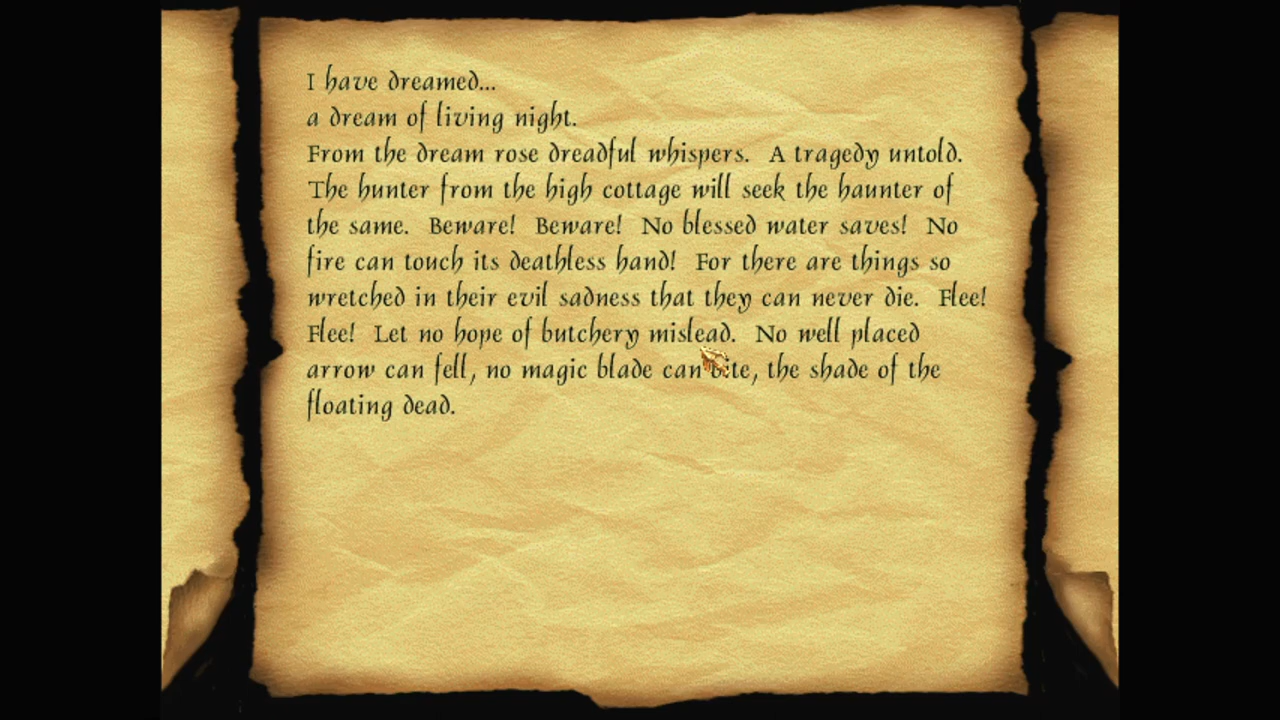 I have dreamed...
a dream of living night.
From the dream rose dreadful whispers.  A tragedy untold.
The hunter from the high cottage will seek the haunter of
the same.  Beware!  Beware!  No blessed water saves!  No
fire can touch its deathless hand!  For there are things so
wretched in their evil sadness that they can never die.  Flee!
Flee!  Let no hope of butchery mislead.  No well placed
arrow can fell, no magic blade can bite, the shade of the
floating dead.